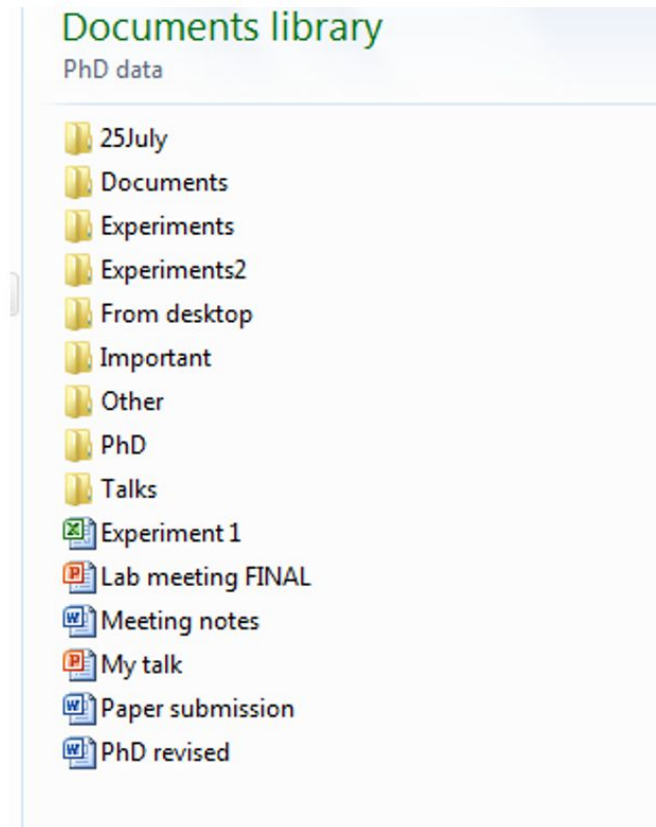 Documents library
PhD data
25July
Documents
Experiments
Experiments2
From desktop
Important
Other
PhD
Talks
Experiment 1
Lab meeting FINAL
Meeting notes
My talk
Paper submission
PhD revised